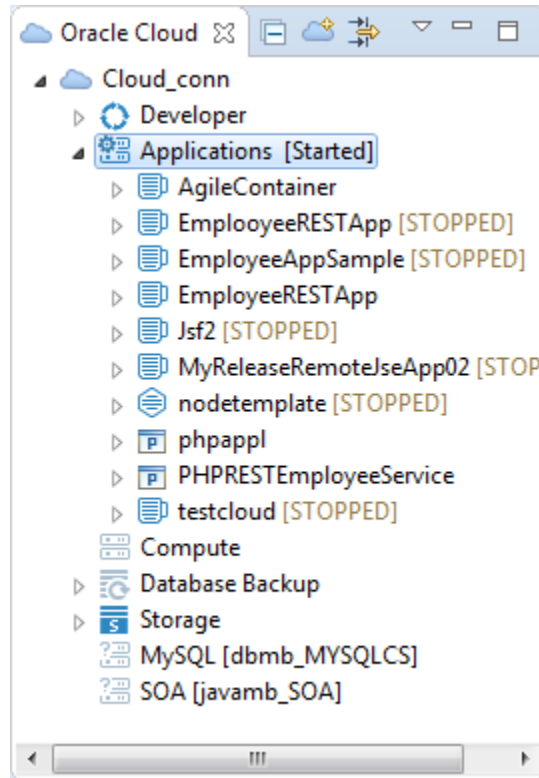 Oracle Cloud
Cloud_conn
Developer
Applications [Started]
AgileContainer
EmplooyeeRESTApp [STOPPED]
EmployeeAppSample [STOPPED]
EmployeeRESTApp
Jsf2 [STOPPED]
MyReleaseRemoteJseApp02 [STOP
nodetemplate [STOPPED]
phpappl
PHPRESTEmployeeService
testcloud [STOPPED]
Compute
Database Backup
Storage
MySQL [dbmb_MYSQLCS]
SOA [javamb_SOA]